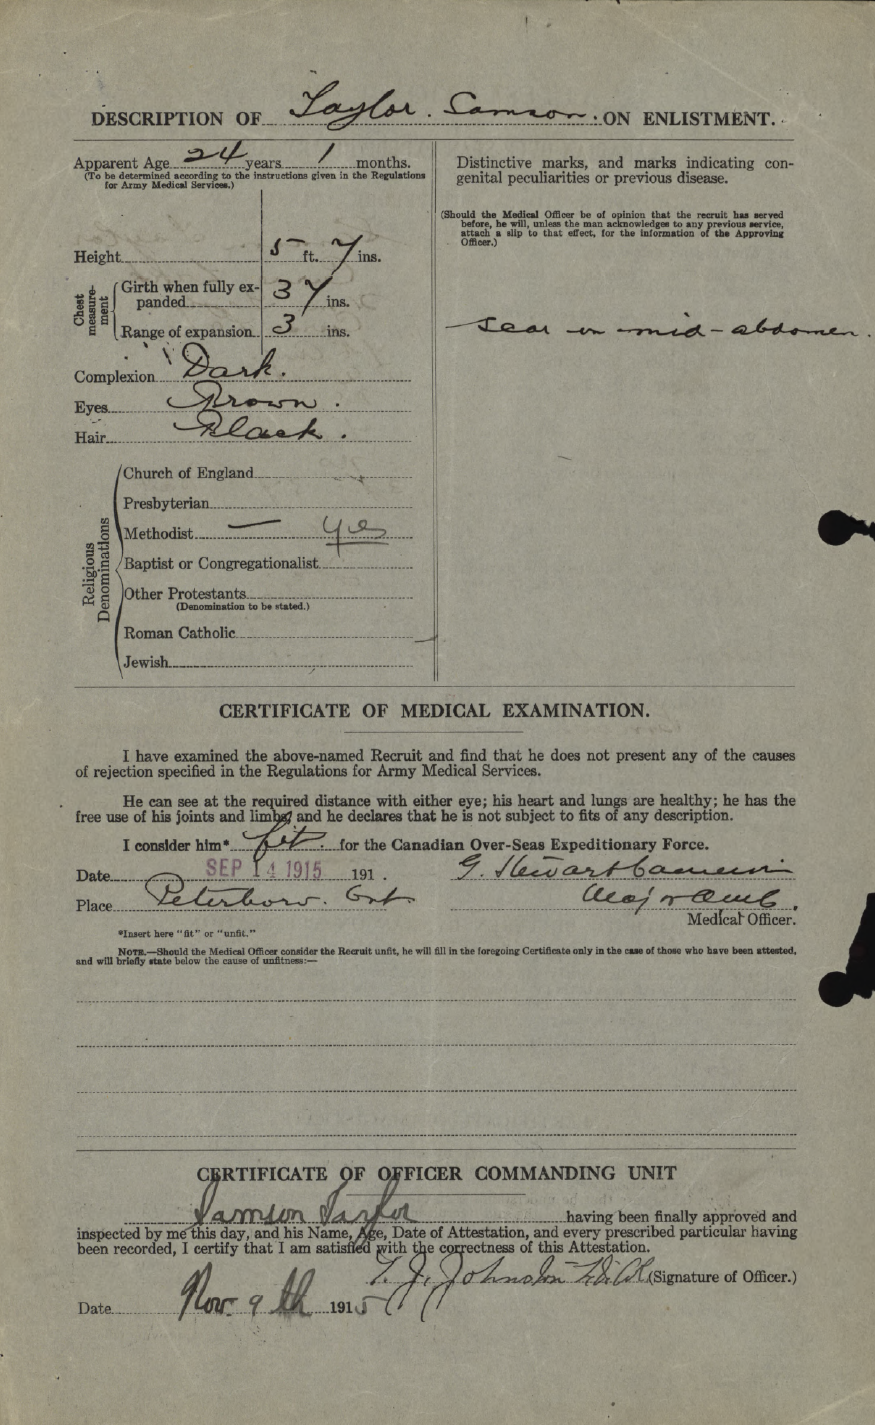 DESCRIPTION OF Taylor. Samson. ON ENLISTMENT.
Apparent Age 24 years 1 months.
(To be determined according to the instructions given in the Regulations
for Army Medical Services.)
Height 5 ft. 7 ins.
Chest
measure-
ment
Girth when fully ex-
panded 37 ins.
Range of expansion 3 ins.
Complexion Dark.
Eyes Brown.
Hair Black.
Religious
Denominations
Church of England
Presbyterian
Methodist — yes
Baptist or Congregationalist
Other Protestants
(Denomination to be stated.)
Roman Catholic
Jewish
Distinctive marks, and marks indicating con-
genital peculiarities or previous disease.
(Should the Medical Officer be of opinion that the recruit has served
before, he will, unless the man acknowledges to any previous service,
attach a slip to that effect, for the information of the Approving
Officer.)
scar in mid-abdomen.
CERTIFICATE OF MEDICAL EXAMINATION.
I have examined the above-named Recruit and find that he does not present any of the causes
of rejection specified in the Regulations for Army Medical Services.
He can see at the required distance with either eye; his heart and lungs are healthy; he has the
free use of his joints and limbs, and he declares that he is not subject to fits of any description.
I consider him* fit. for the Canadian Over-Seas Expeditionary Force.
Date SEP 14 1915 191 .
G. Stewart Cameron
Place Peterboro. Ont
Major AMC.
Medical Officer.
*Insert here "fit" or "unfit."
NOTE.—Should the Medical Officer consider the Recruit unfit, he will fill in the foregoing Certificate only in the case of those who have been attested,
and will briefly state below the cause of unfitness:—
CERTIFICATE OF OFFICER COMMANDING UNIT
Samson Taylor having been finally approved and
inspected by me this day, and his Name, Age, Date of Attestation, and every prescribed particular having
been recorded, I certify that I am satisfied with the correctness of this Attestation.
T. J. Johnston (Signature of Officer.)
Date Nov. 9th 1915